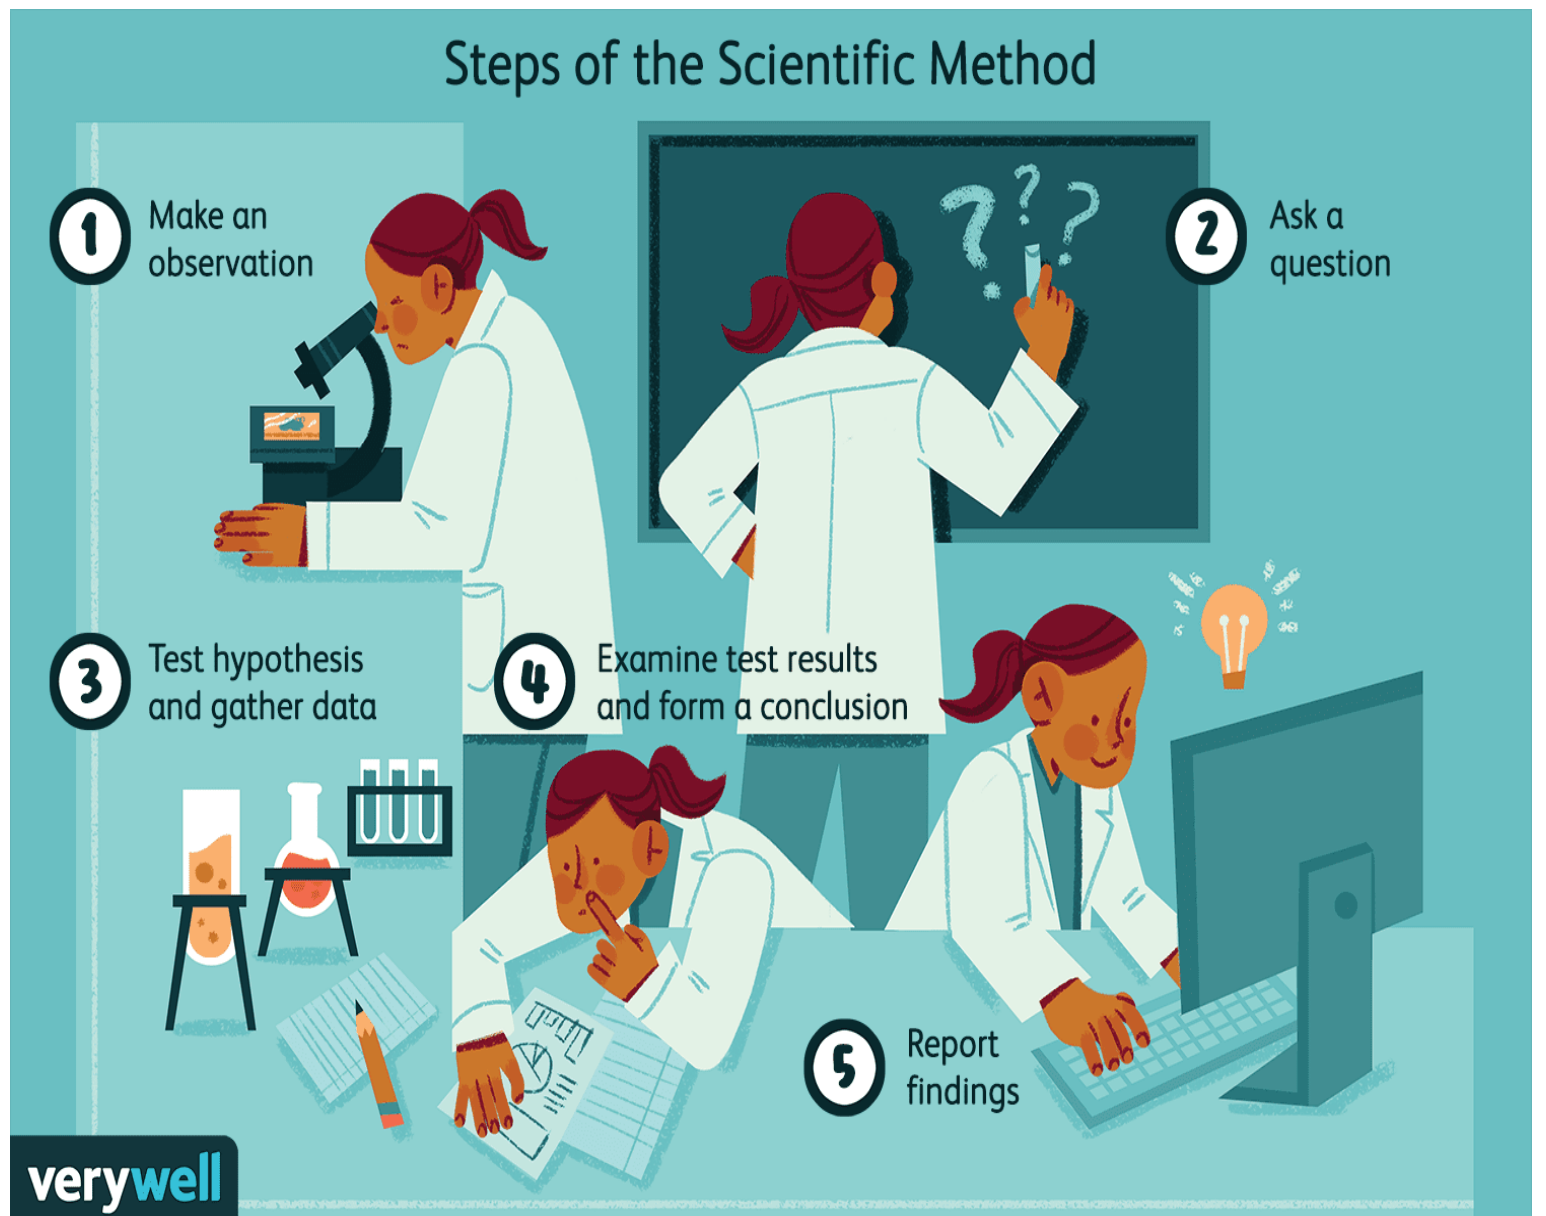 Steps of the Scientific Method
1
Make an
observation
? ? ?
2
Ask a
question
3
Test hypothesis
and gather data
4
Examine test results
and form a conclusion
5
Report
findings
verywell